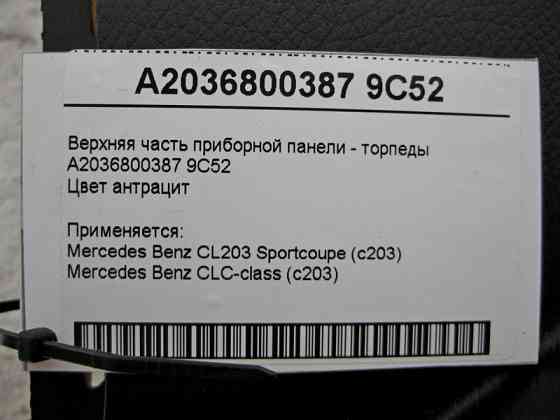 A2036800387 9C52
Верхняя часть приборной панели - торпеды
A2036800387 9C52
Цвет антрацит
Применяется:
Mercedes Benz CL203 Sportcoupe (c203)
Mercedes Benz CLC-class (c203)